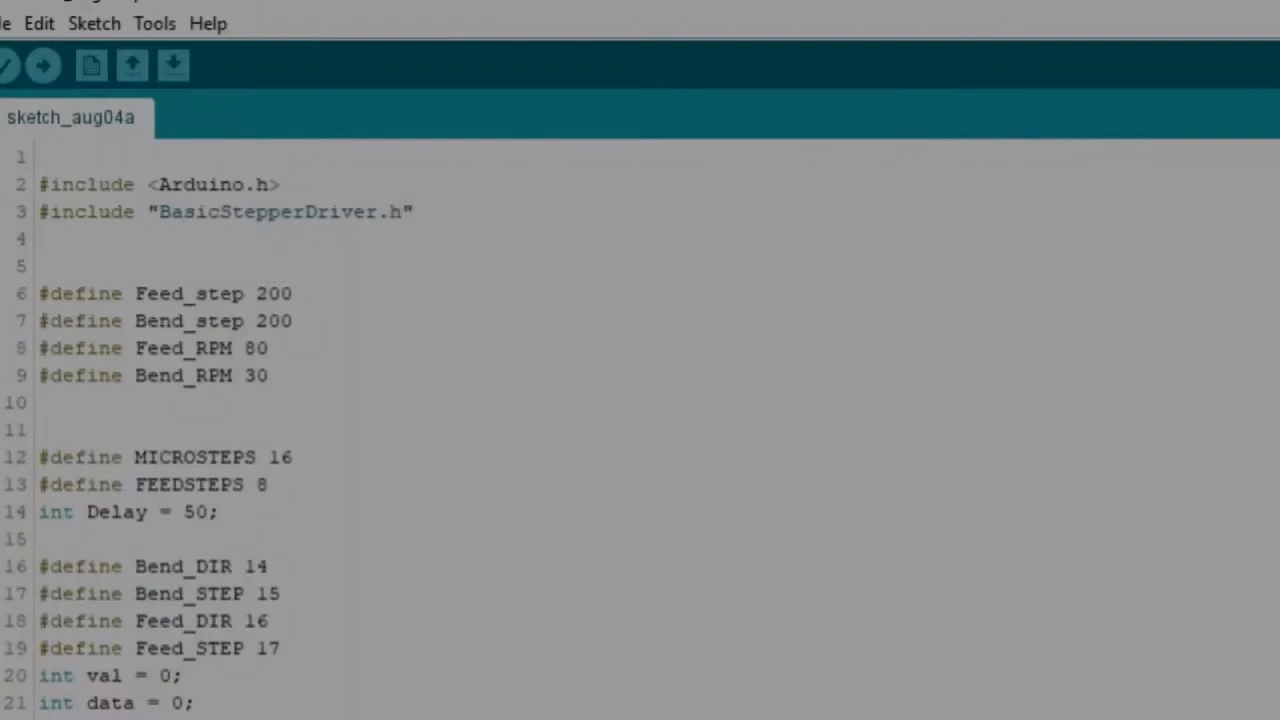 Edit Sketch Tools Help
sketch_aug04a
1
2 #include <Arduino.h>
3 #include "BasicStepperDriver.h"
4
5
6 #define Feed_step 200
7 #define Bend_step 200
8 #define Feed_RPM 80
9 #define Bend_RPM 30
10
11
12 #define MICROSTEPS 16
13 #define FEEDSTEPS 8
14 int Delay = 50;
15
16 #define Bend_DIR 14
17 #define Bend_STEP 15
18 #define Feed_DIR 16
19 #define Feed_STEP 17
20 int val = 0;
21 int data = 0;